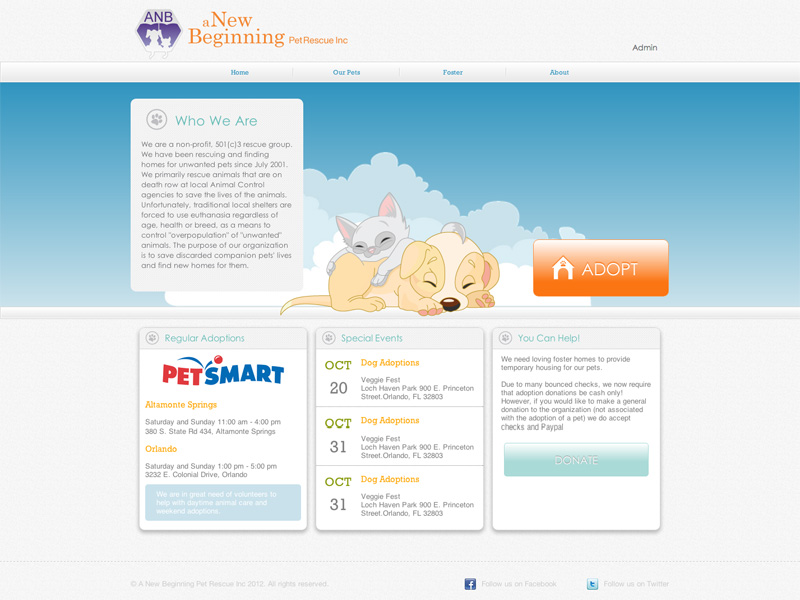 ANB
a New
Beginning Pet Rescue Inc
Admin
Home Our Pets Foster About
Who We Are
We are a non-profit, 501(c)3 rescue group.
We have been rescuing and finding
homes for unwanted pets since July 2001.
We primarily rescue animals that are on
death row at local Animal Control
agencies to save the lives of the animals.
Unfortunately, traditional local shelters are
forced to use euthanasia regardless of
age, health or breed, as a means to
control "overpopulation" of "unwanted"
animals. The purpose of our organization
is to save discarded companion pets' lives
and find new homes for them.
ADOPT
Regular Adoptions
PETSMART
Altamonte Springs
Saturday and Sunday 11:00 am - 4:00 pm
380 S. State Rd 434, Altamonte Springs
Orlando
Saturday and Sunday 1:00 pm - 5:00 pm
3232 E. Colonial Drive, Orlando
We are in great need of volunteers to
help with daytime animal care and
weekend adoptions.
Special Events
OCT
20
Dog Adoptions
Veggie Fest
Loch Haven Park 900 E. Princeton
Street.Orlando, FL 32803
OCT
31
Dog Adoptions
Veggie Fest
Loch Haven Park 900 E. Princeton
Street.Orlando, FL 32803
OCT
31
Dog Adoptions
Veggie Fest
Loch Haven Park 900 E. Princeton
Street.Orlando, FL 32803
You Can Help!
We need loving foster homes to provide
temporary housing for our pets.
Due to many bounced checks, we now require
that adoption donations be cash only!
However, if you would like to make a general
donation to the organization (not associated
with the adoption of a pet) we do accept
checks and Paypal
DONATE
© A New Beginning Pet Rescue Inc 2012. All rights reserved.
Follow us on Facebook
Follow us on Twitter